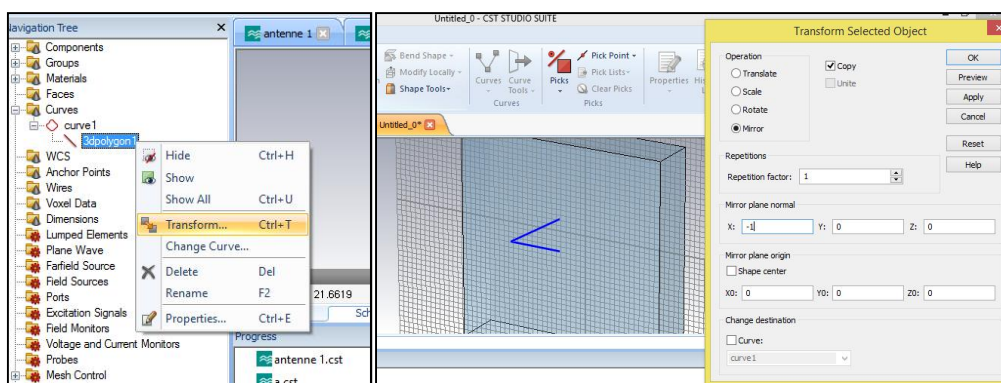 Navigation Tree
Components
Groups
Materials
Faces
Curves
curve1
3dpolygon1
WCS
Anchor Points
Wires
Voxel Data
Dimensions
Lumped Elements
Plane Wave
Farfield Source
Field Sources
Ports
Excitation Signals
Field Monitors
Voltage and Current Monitors
Probes
Mesh Control
antenne 1
Hide Ctrl+H
Show
Show All Ctrl+U
Transform... Ctrl+T
Change Curve...
Delete Del
Rename F2
Properties... Ctrl+E
21.6619
Sch
Progress
antenne 1.cst
a.cst
Untitled_0 - CST STUDIO SUITE
Bend Shape
Modify Locally
Shape Tools
Curves
Curve Tools
Curves
Picks
Pick Point
Pick Lists
Clear Picks
Picks
Properties
Untitled_0*
Transform Selected Object
Operation
Translate
Scale
Rotate
Mirror
Copy
Unite
OK
Preview
Apply
Cancel
Reset
Help
Repetitions
Repetition factor: 1
Mirror plane normal
X: -1 Y: 0 Z: 0
Mirror plane origin
Shape center
X0: 0 Y0: 0 Z0: 0
Change destination
Curve:
curve1